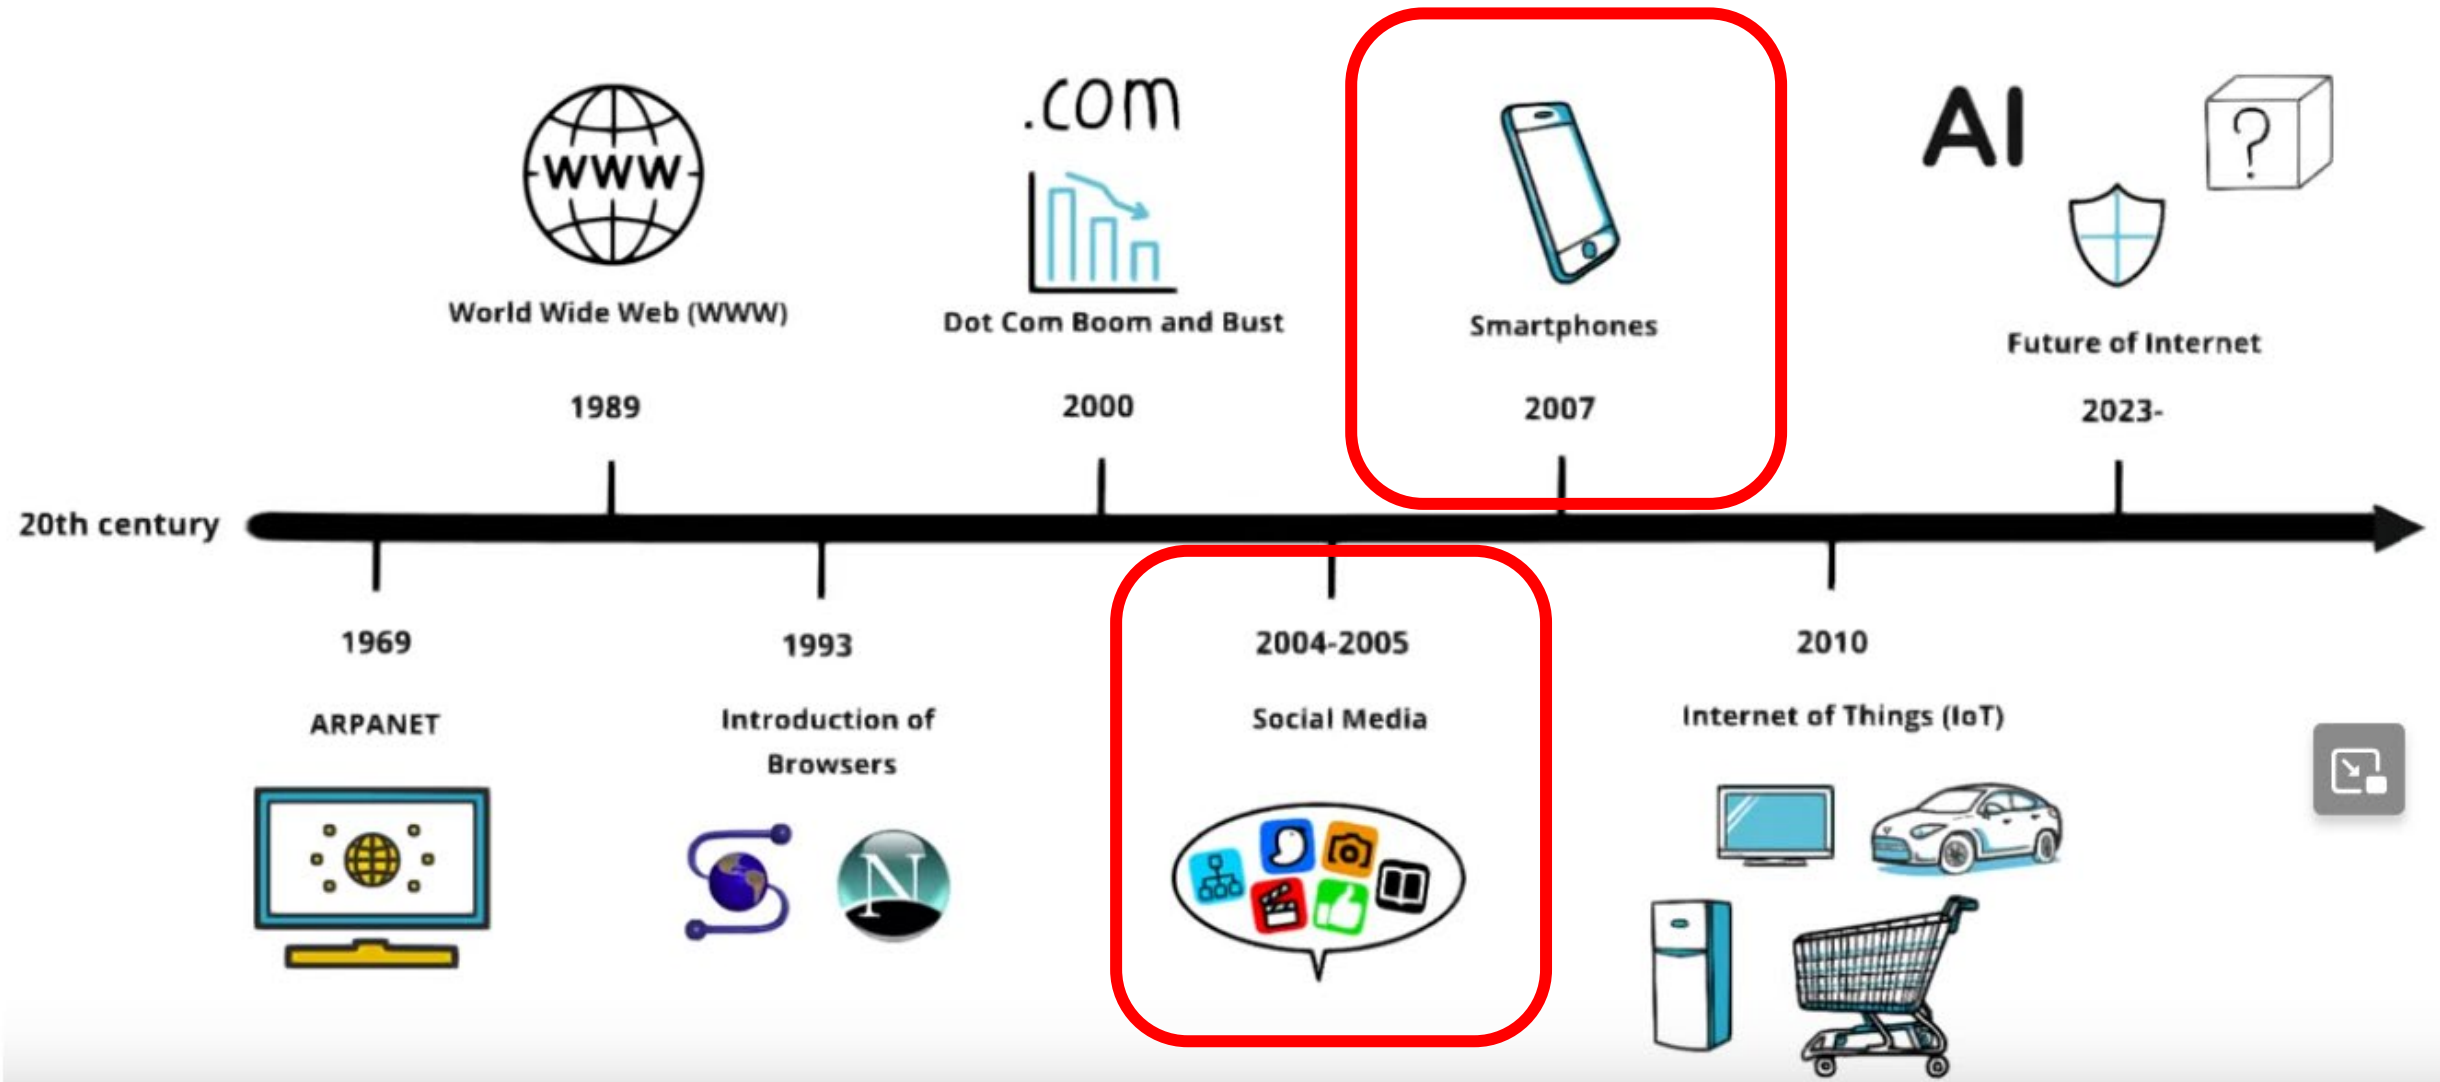 .com
WWW
AI
?
World Wide Web (WWW)
Dot Com Boom and Bust
Smartphones
Future of Internet
1989
2000
2007
2023-
20th century
1969
1993
2004-2005
2010
ARPANET
Introduction of
Browsers
Social Media
Internet of Things (IoT)
N